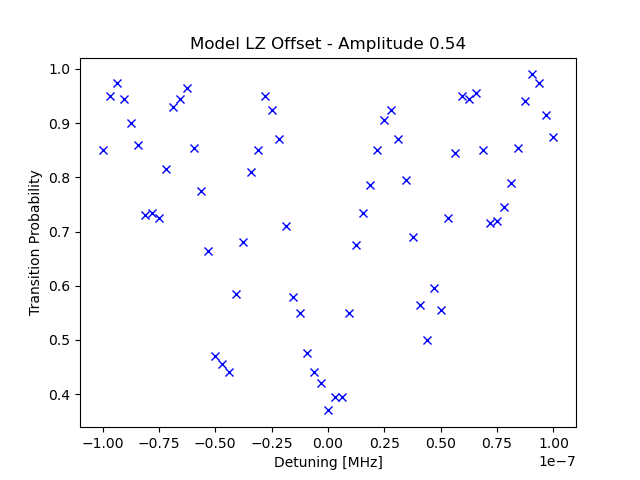 Model LZ Offset - Amplitude 0.54
1.0
0.9
0.8
0.7
0.6
0.5
0.4
Transition Probability
−1.00 −0.75 −0.50 −0.25 0.00 0.25 0.50 0.75 1.00
1e−7
Detuning [MHz]